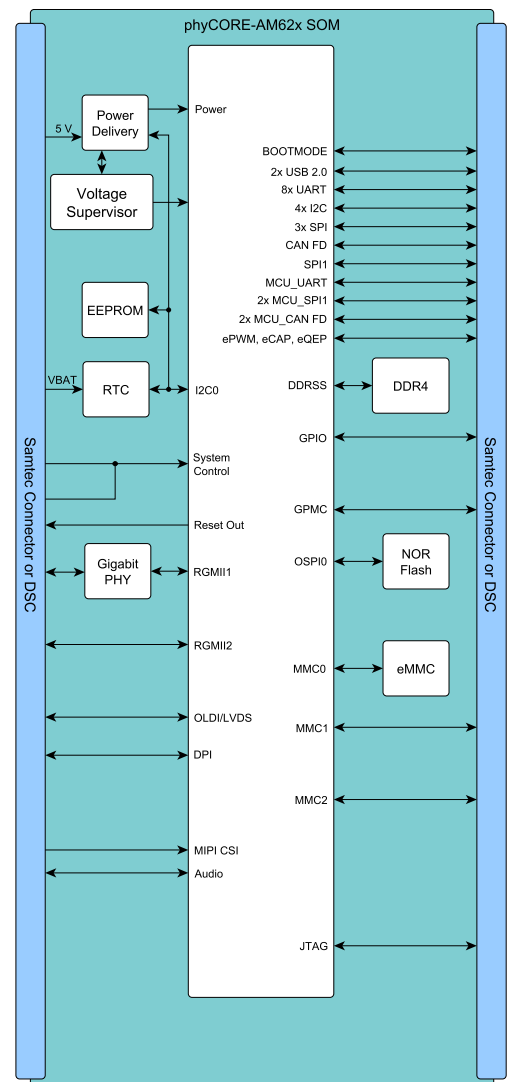 phyCORE-AM62x SOM
Samtec Connector or DSC
5 V
Power
Delivery
Voltage
Supervisor
EEPROM
VBAT
RTC
Gigabit
PHY
Power
I2C0
System
Control
Reset Out
RGMII1
RGMII2
OLDI/LVDS
DPI
MIPI CSI
Audio
BOOTMODE
2x USB 2.0
8x UART
4x I2C
3x SPI
CAN FD
SPI1
MCU_UART
2x MCU_SPI1
2x MCU_CAN FD
ePWM, eCAP, eQEP
DDRSS
GPIO
GPMC
OSPI0
MMC0
MMC1
MMC2
JTAG
DDR4
NOR
Flash
eMMC
Samtec Connector or DSC